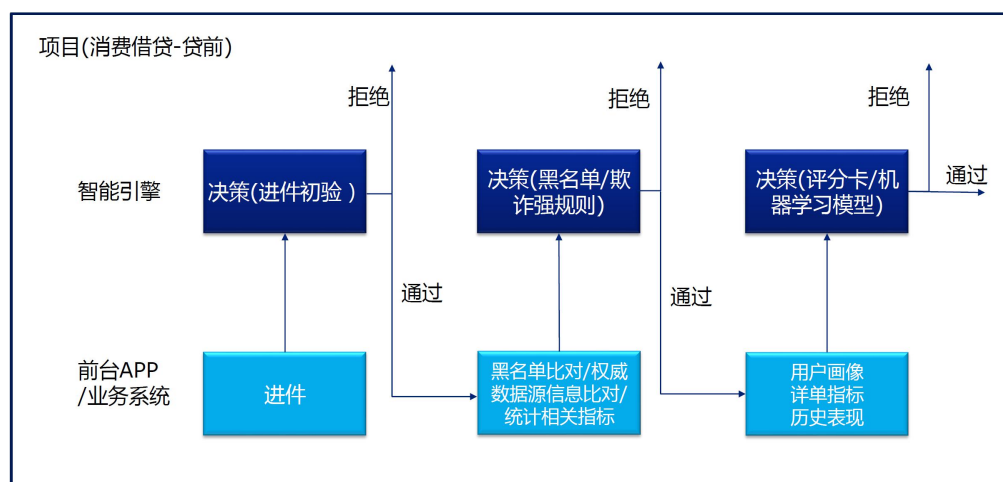 项目(消费借贷-贷前)
拒绝
拒绝
拒绝
智能引擎
决策(进件初验 )
决策(黑名单/欺
诈强规则)
决策(评分卡/机
器学习模型)
通过
通过
通过
前台APP
/业务系统
进件
黑名单比对/权威
数据源信息比对/
统计相关指标
用户画像
详单指标
历史表现